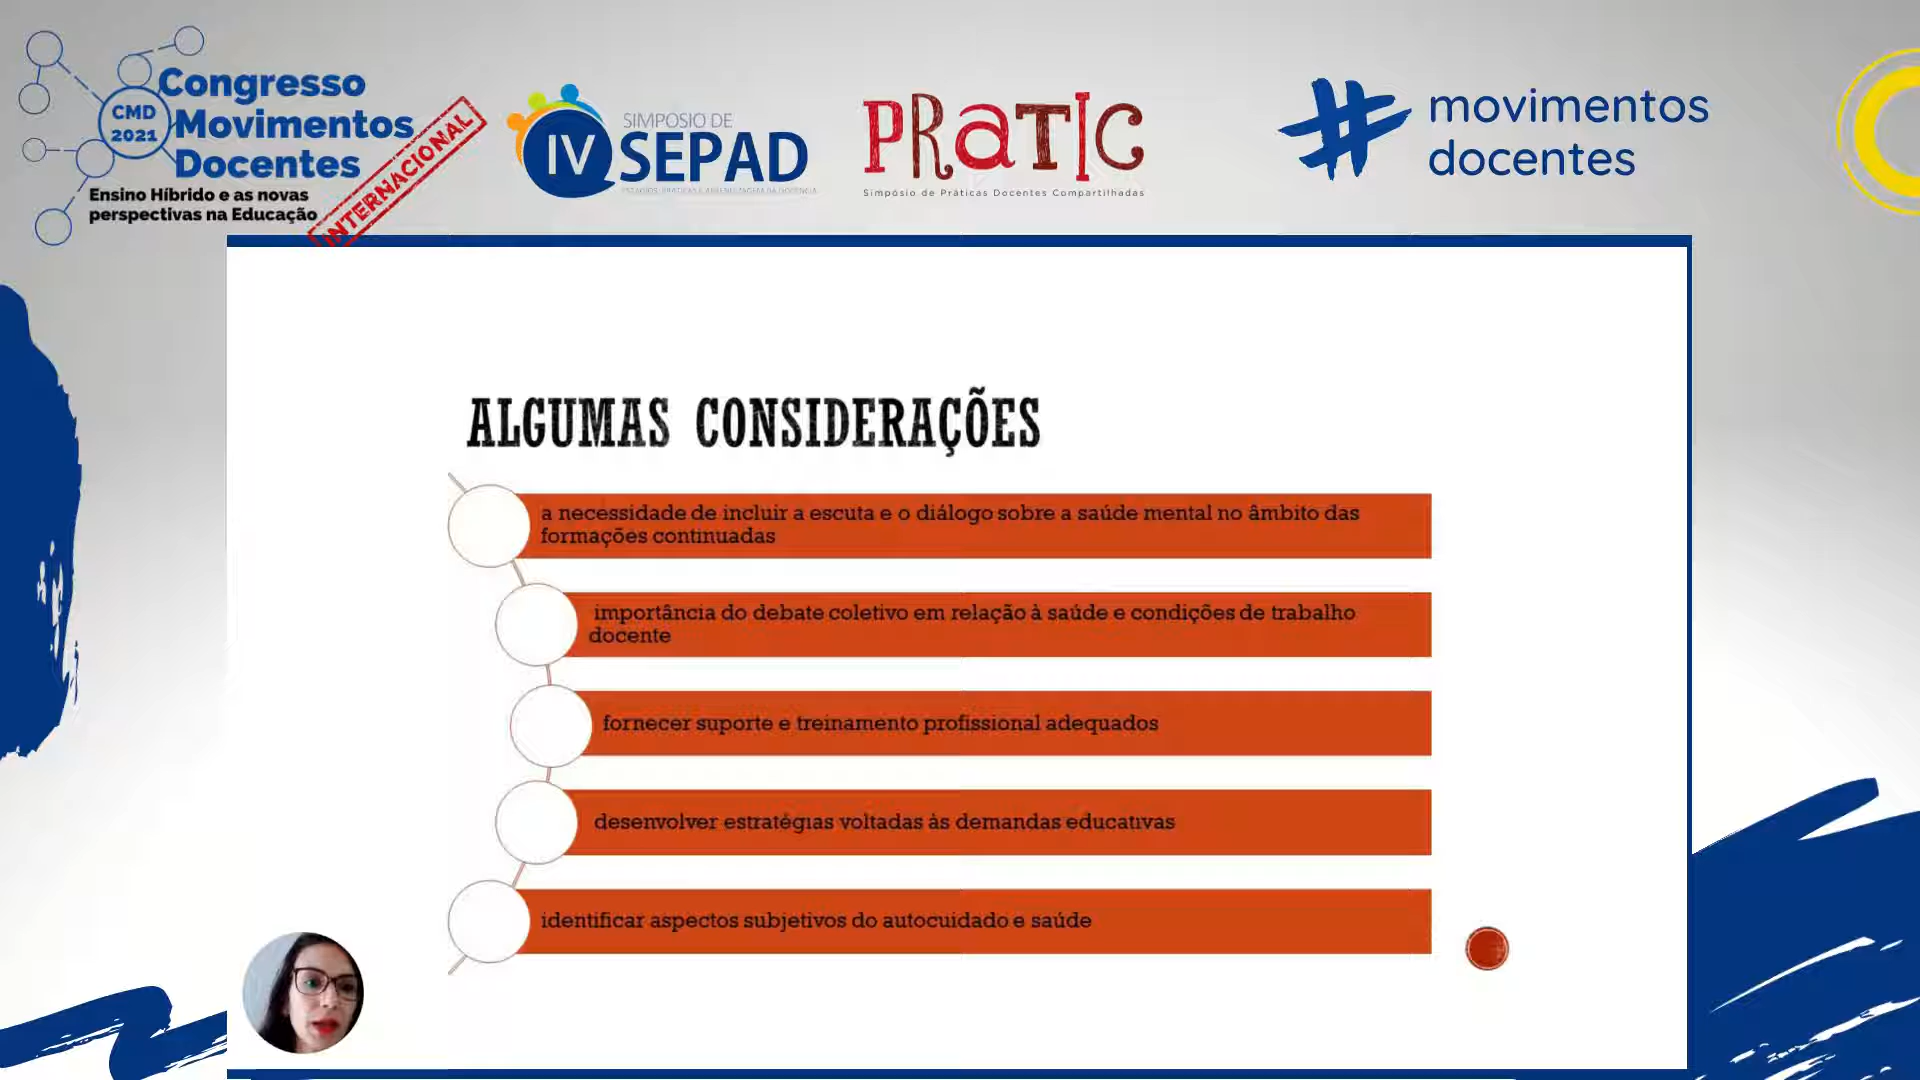 Congresso
CMD
2021
Movimentos
Docentes
Ensino Híbrido e as novas
perspectivas na Educação
INTERNACIONAL
SIMPOSIO DE
IV SEPAD
PRATIC
Simpósio de Práticas Docentes Compartilhadas
movimentos
docentes
ALGUMAS CONSIDERAÇÕES
a necessidade de incluir a escuta e o diálogo sobre a saúde mental no âmbito das
formações continuadas
importância do debate coletivo em relação à saúde e condições de trabalho
docente
fornecer suporte e treinamento profissional adequados
desenvolver estratégias voltadas às demandas educativas
identificar aspectos subjetivos do autocuidado e saúde